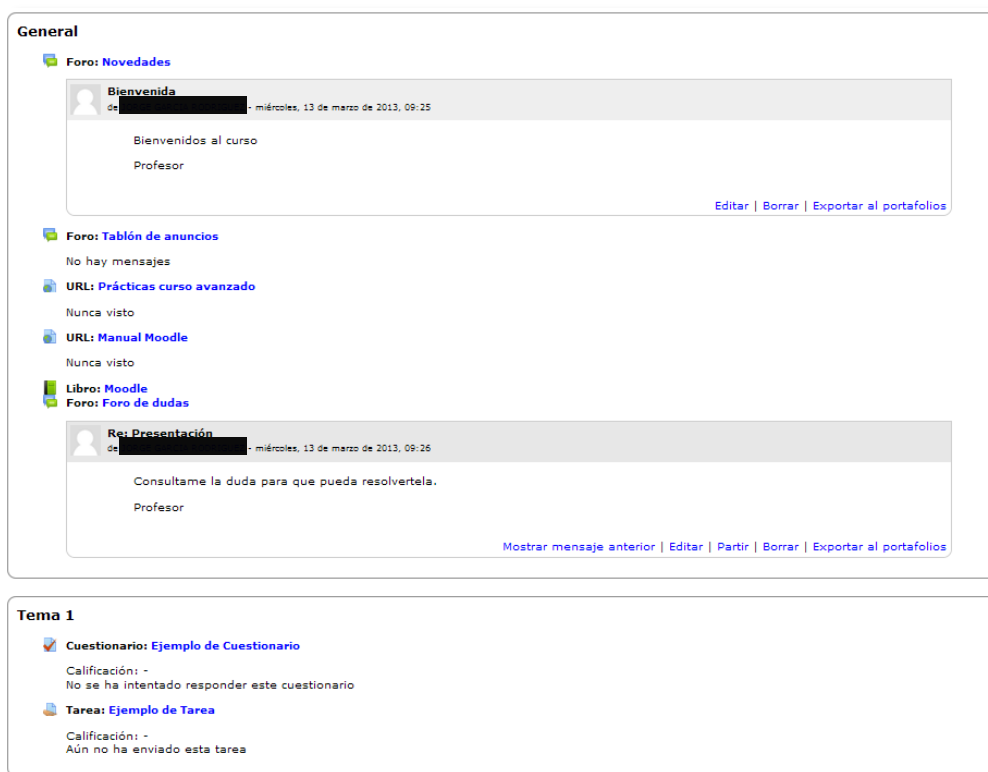 General
Foro: Novedades
Bienvenida
de - miércoles, 13 de marzo de 2013, 09:25
Bienvenidos al curso
Profesor
Editar | Borrar | Exportar al portafolios
Foro: Tablón de anuncios
No hay mensajes
URL: Prácticas curso avanzado
Nunca visto
URL: Manual Moodle
Nunca visto
Libro: Moodle
Foro: Foro de dudas
Re: Presentación
de - miércoles, 13 de marzo de 2013, 09:26
Consultame la duda para que pueda resolvertela.
Profesor
Mostrar mensaje anterior | Editar | Partir | Borrar | Exportar al portafolios
Tema 1
Cuestionario: Ejemplo de Cuestionario
Calificación: -
No se ha intentado responder este cuestionario
Tarea: Ejemplo de Tarea
Calificación: -
Aún no ha enviado esta tarea